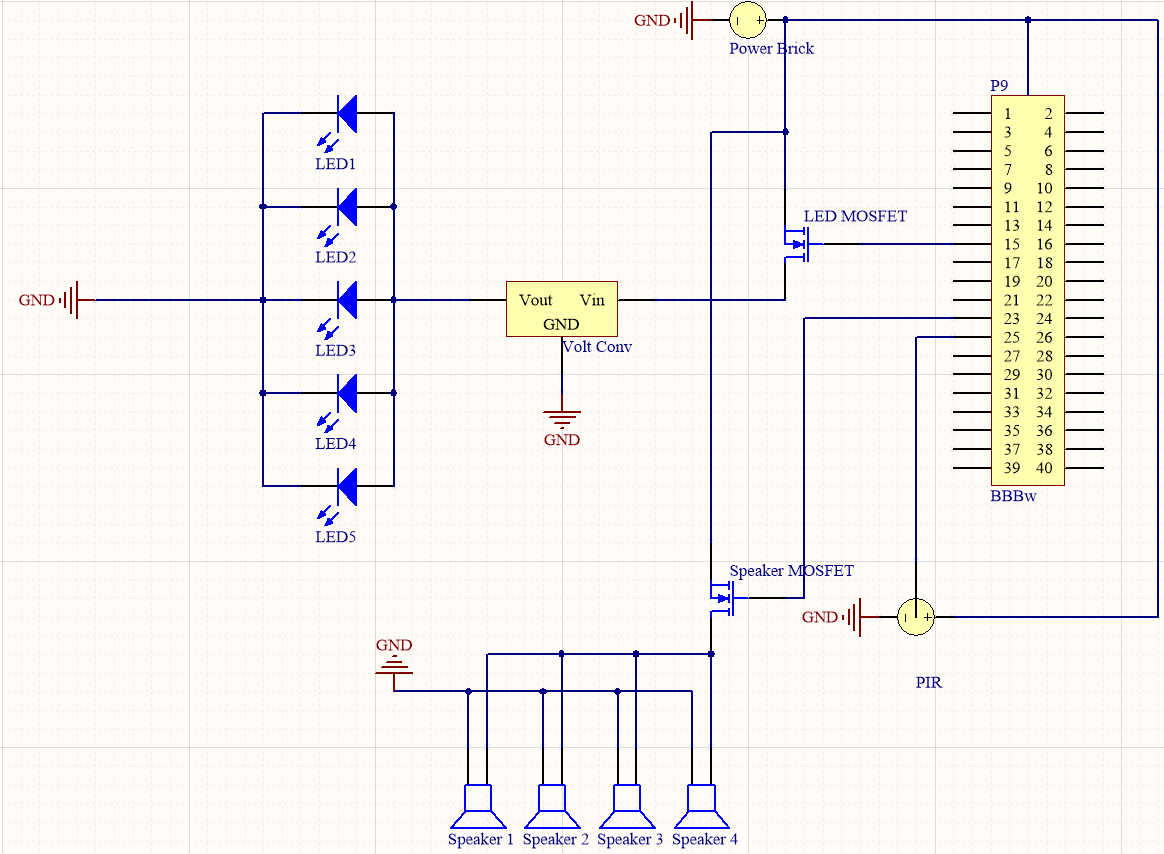 GND
Power Brick
P9
1 2
3 4
5 6
7 8
9 10
11 12
13 14
15 16
17 18
19 20
21 22
23 24
25 26
27 28
29 30
31 32
33 34
35 36
37 38
39 40
BBBw
LED1
LED2
LED3
LED4
LED5
GND
Vout Vin
GND
Volt Conv
GND
LED MOSFET
Speaker MOSFET
GND
PIR
GND
Speaker 1 Speaker 2 Speaker 3 Speaker 4